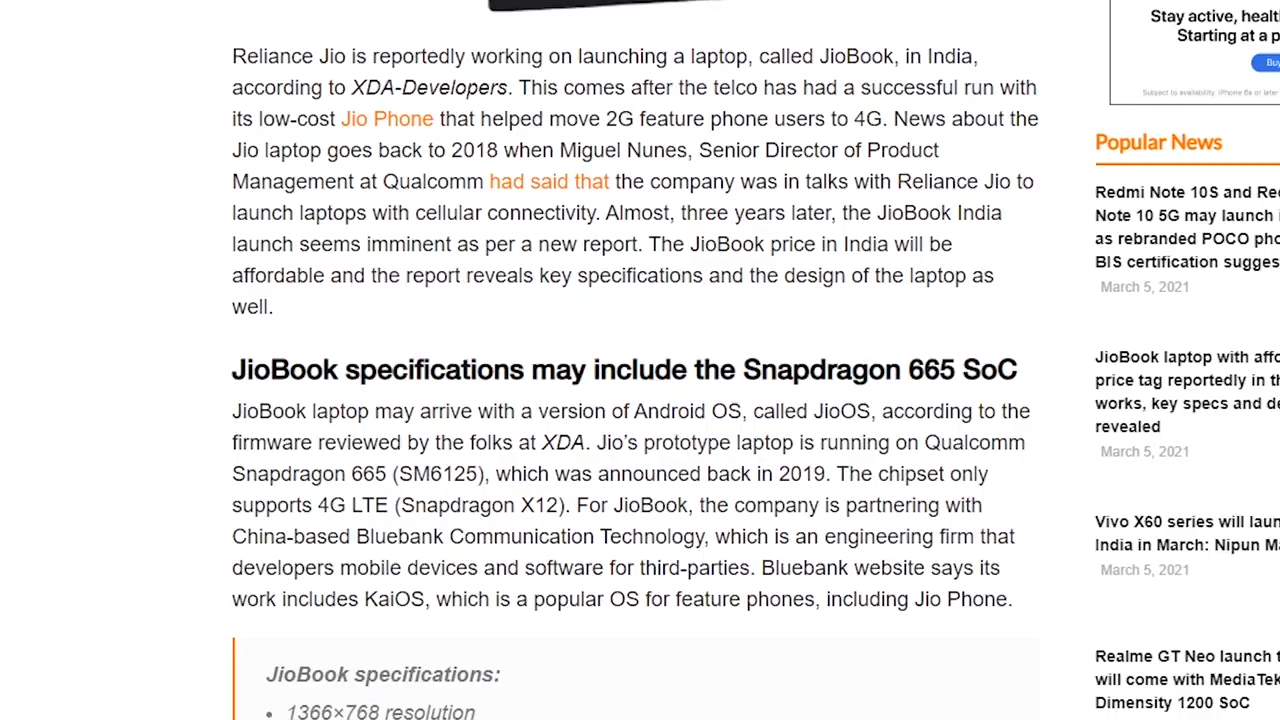 Reliance Jio is reportedly working on launching a laptop, called JioBook, in India,
according to XDA-Developers. This comes after the telco has had a successful run with
its low-cost Jio Phone that helped move 2G feature phone users to 4G. News about the
Jio laptop goes back to 2018 when Miguel Nunes, Senior Director of Product
Management at Qualcomm had said that the company was in talks with Reliance Jio to
launch laptops with cellular connectivity. Almost, three years later, the JioBook India
launch seems imminent as per a new report. The JioBook price in India will be
affordable and the report reveals key specifications and the design of the laptop as
well.
JioBook specifications may include the Snapdragon 665 SoC
JioBook laptop may arrive with a version of Android OS, called JioOS, according to the
firmware reviewed by the folks at XDA. Jio’s prototype laptop is running on Qualcomm
Snapdragon 665 (SM6125), which was announced back in 2019. The chipset only
supports 4G LTE (Snapdragon X12). For JioBook, the company is partnering with
China-based Bluebank Communication Technology, which is an engineering firm that
developers mobile devices and software for third-parties. Bluebank website says its
work includes KaiOS, which is a popular OS for feature phones, including Jio Phone.
JioBook specifications:
• 1366×768 resolution
Stay active, healt
Starting at a p
Buy
Subject to availability. iPhone 6s or later
Popular News
Redmi Note 10S and Red
Note 10 5G may launch i
as rebranded POCO pho
BIS certification sugges
March 5, 2021
JioBook laptop with affo
price tag reportedly in th
works, key specs and de
revealed
March 5, 2021
Vivo X60 series will laun
India in March: Nipun Ma
March 5, 2021
Realme GT Neo launch t
will come with MediaTek
Dimensity 1200 SoC